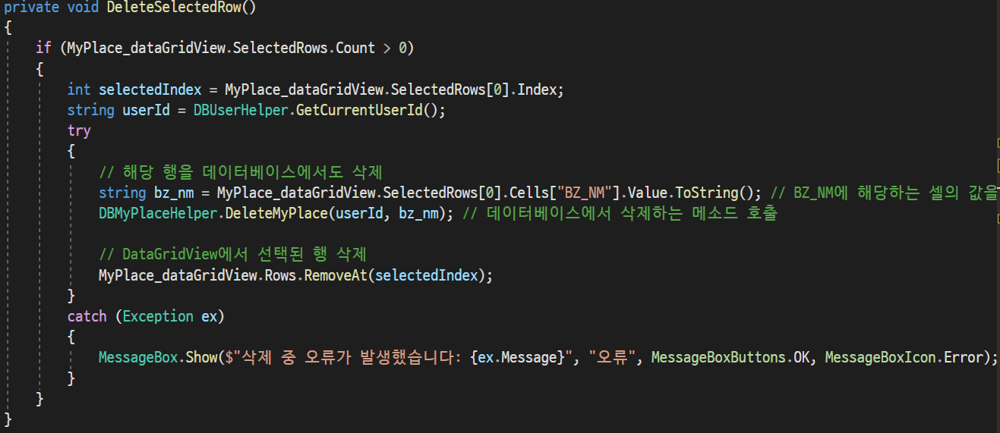 private void DeleteSelectedRow()
{
if (MyPlace_dataGridView.SelectedRows.Count > 0)
{
int selectedIndex = MyPlace_dataGridView.SelectedRows[0].Index;
string userId = DBUserHelper.GetCurrentUserId();
try
{
// 해당 행을 데이터베이스에서도 삭제
string bz_nm = MyPlace_dataGridView.SelectedRows[0].Cells["BZ_NM"].Value.ToString(); // BZ_NM에 해당하는 셀의 값을
DBMyPlaceHelper.DeleteMyPlace(userId, bz_nm); // 데이터베이스에서 삭제하는 메소드 호출
// DataGridView에서 선택된 행 삭제
MyPlace_dataGridView.Rows.RemoveAt(selectedIndex);
}
catch (Exception ex)
{
MessageBox.Show($"삭제 중 오류가 발생했습니다: {ex.Message}", "오류", MessageBoxButtons.OK, MessageBoxIcon.Error);
}
}
}